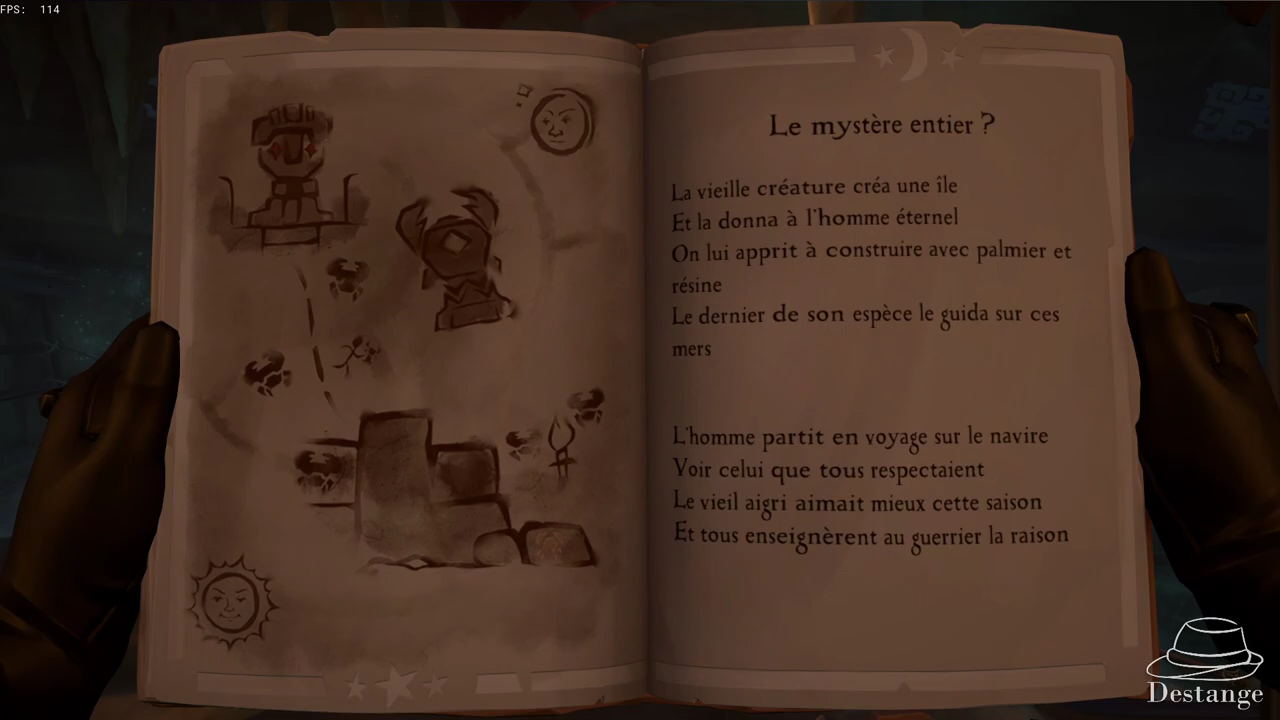 FPS: 114
Le mystère entier ?
La vieille créature créa une île
Et la donna à l'homme éternel
On lui apprit à construire avec palmier et
résine
Le dernier de son espèce le guida sur ces
mers
L'homme partit en voyage sur le navire
Voir celui que tous respectaient
Le vieil aigri aimait mieux cette saison
Et tous enseignèrent au guerrier la raison
Destange